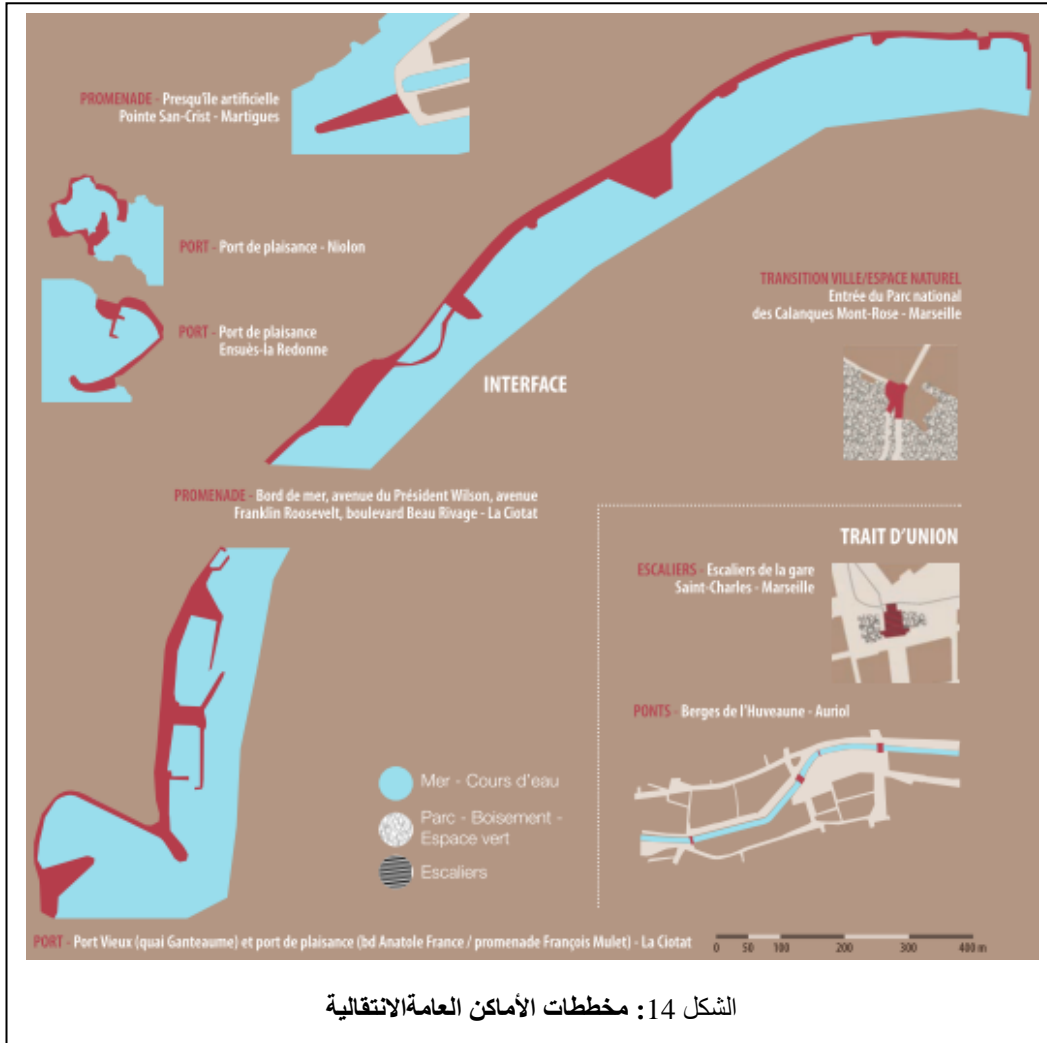 PROMENADE - Presqu'île artificielle
Pointe San-Crist - Martigues
PORT - Port de plaisance - Niolon
PORT - Port de plaisance
Ensuès-la Redonne
TRANSITION VILLE/ESPACE NATUREL
Entrée du Parc national
des Calanques Mont-Rose - Marseille
INTERFACE
PROMENADE - Bord de mer, avenue du Président Wilson, avenue
Franklin Roosevelt, boulevard Beau Rivage - La Ciotat
TRAIT D'UNION
ESCALIERS - Escaliers de la gare
Saint-Charles - Marseille
PONTS - Berges de l'Huveaune - Auriol
Mer - Cours d'eau
Parc - Boisement -
Espace vert
Escaliers
PORT - Port Vieux (quai Ganteaume) et port de plaisance (bd Anatole France / promenade François Mulet) - La Ciotat
0 50 100 200 300 400 m
الشكل 14: مخططات الأماكن العامةالانتقالية